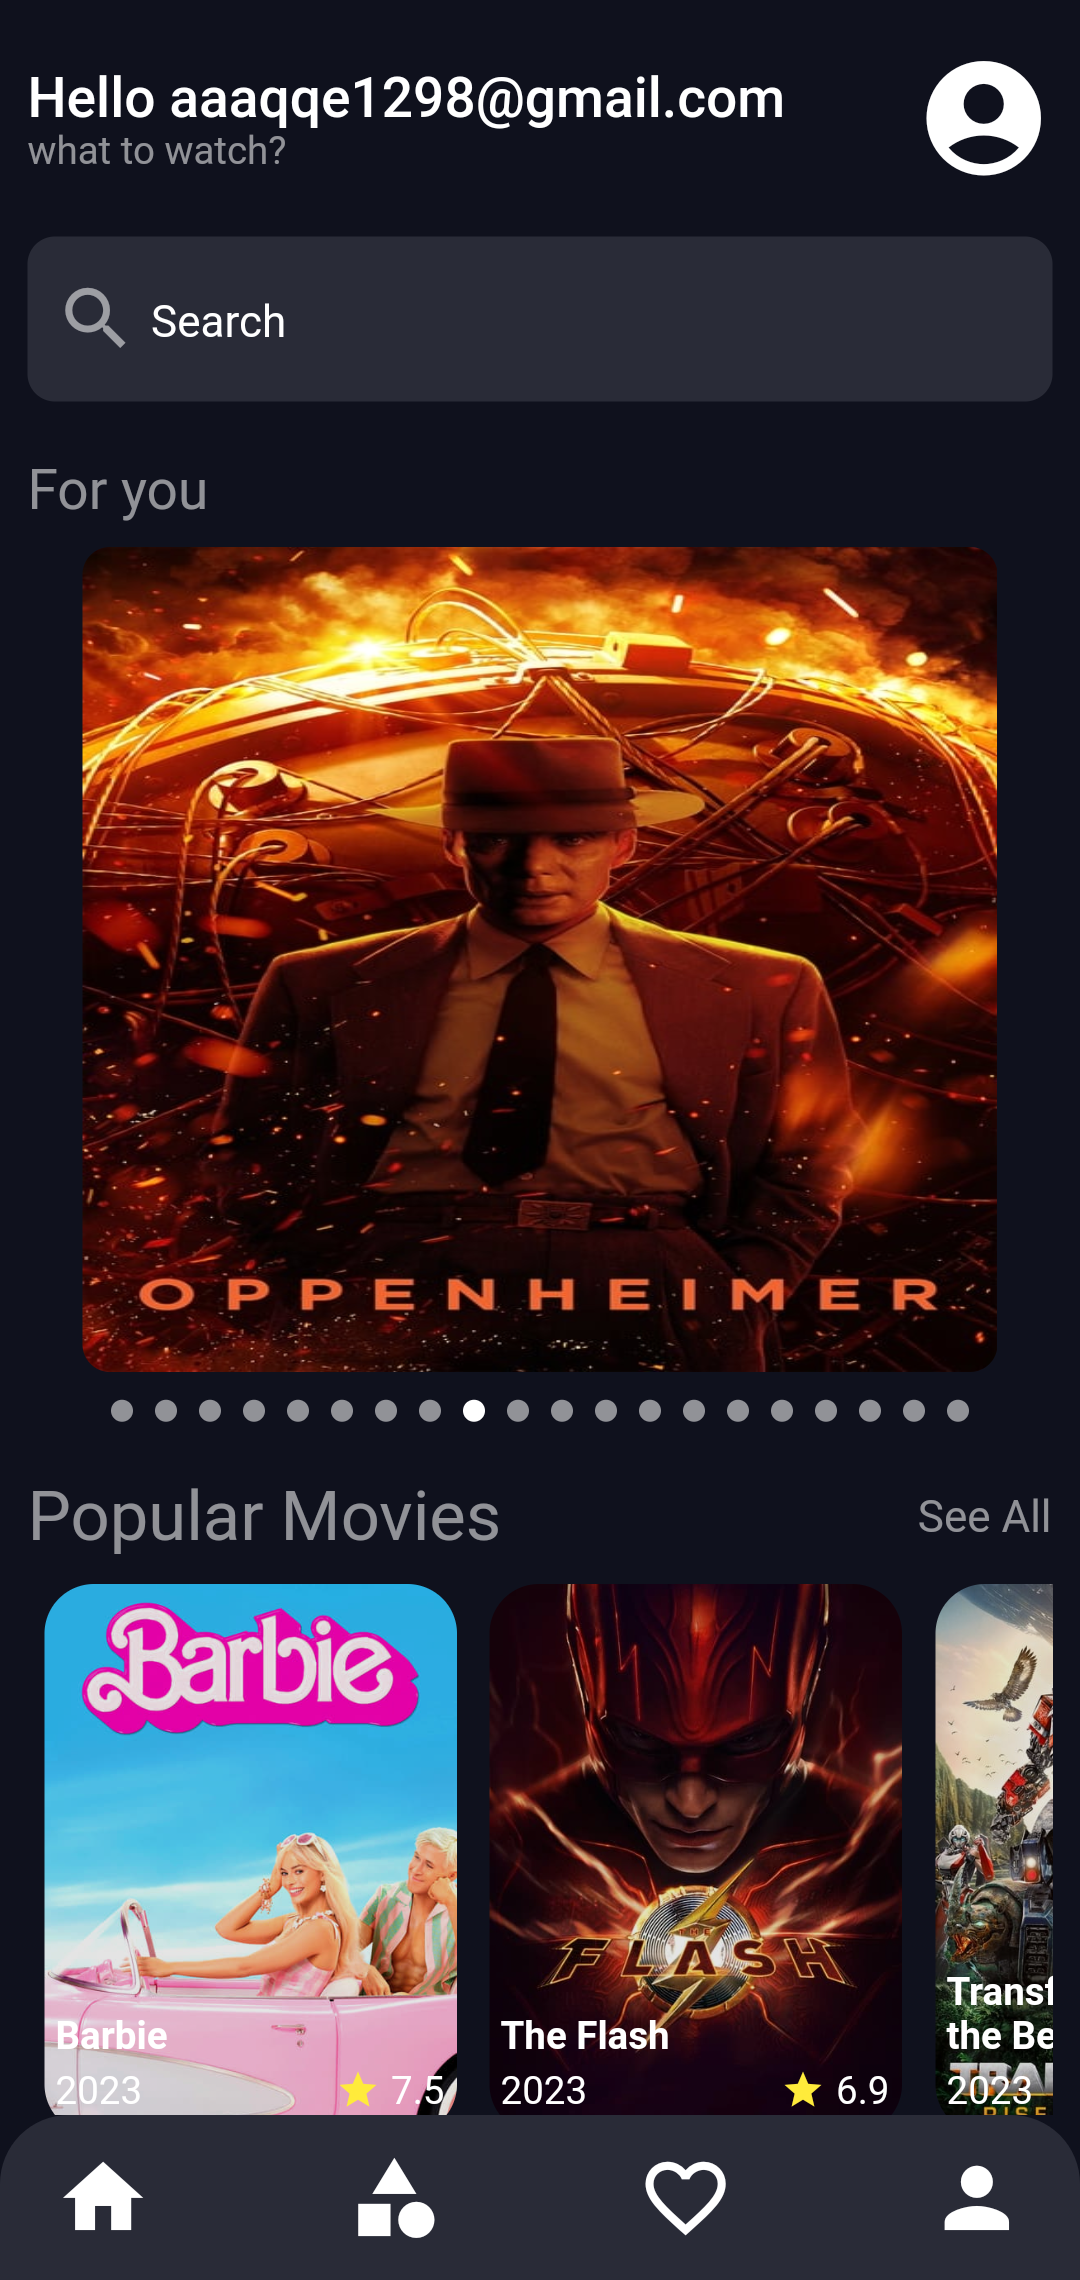 Hello aaaqqe1298@gmail.com
what to watch?
Search
For you
OPPENHEIMER
Popular Movies
See All
Barbie
THE
FLASH
Barbie
2023
7.5
The Flash
2023
6.9
Transf
the Be
2023